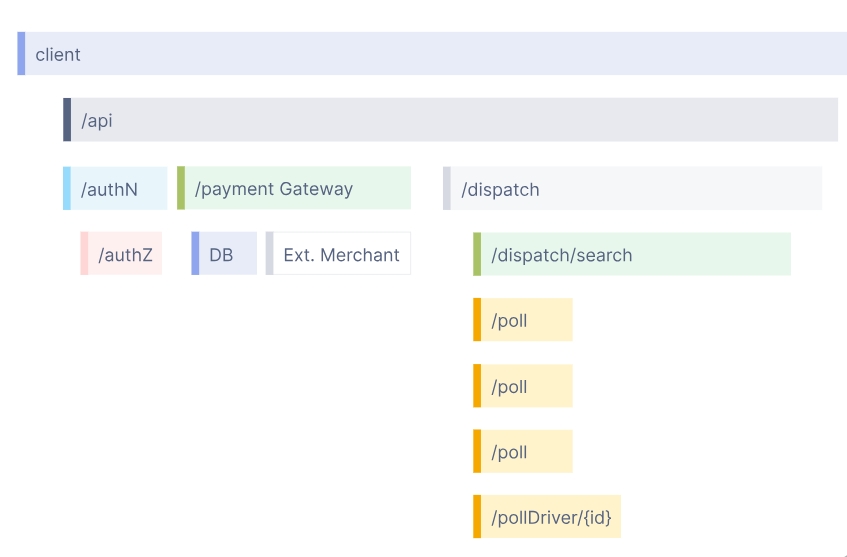 client
/api
/authN
/payment Gateway
/dispatch
/authZ
DB
Ext. Merchant
/dispatch/search
/poll
/poll
/poll
/pollDriver/{id}